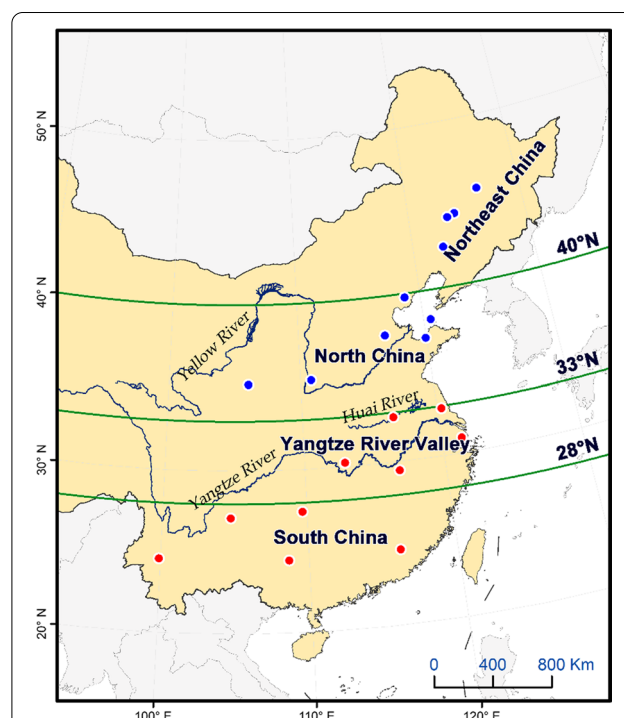 50° N
Northeast China
40°N
40° N
Yellow River
North China
33°N
Huai River
Yangtze River Valley
28°N
30° N
Yangtze River
South China
20° N
0 400 800 Km
100° E 110° E 120° E